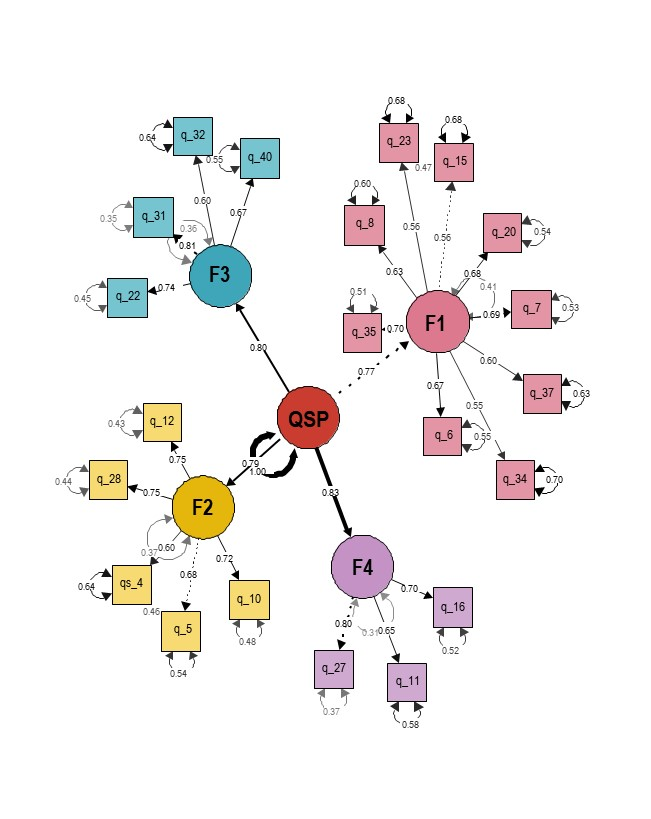 0.68
0.68
q_32
q_23
0.64
q_40
0.55
q_15
0.47
0.60
0.60
q_8
0.67
q_31
0.35
0.36
0.81
0.56
0.56
q_20
0.54
F3
0.63
0.68
0.41
0.74
q_22
0.45
0.51
q_35
0.70
F1
0.69
q_7
0.53
0.80
0.77
0.60
0.67
q_37
0.63
0.55
QSP
q_12
0.43
0.75
0.79
1.00
q_6
0.55
q_28
0.44
0.75
F2
0.83
q_34
0.70
0.37
0.60
0.72
F4
0.68
qs_4
0.64
0.46
q_10
0.48
0.70
q_16
0.52
q_5
0.54
0.80
0.31
0.65
q_27
0.37
q_11
0.58